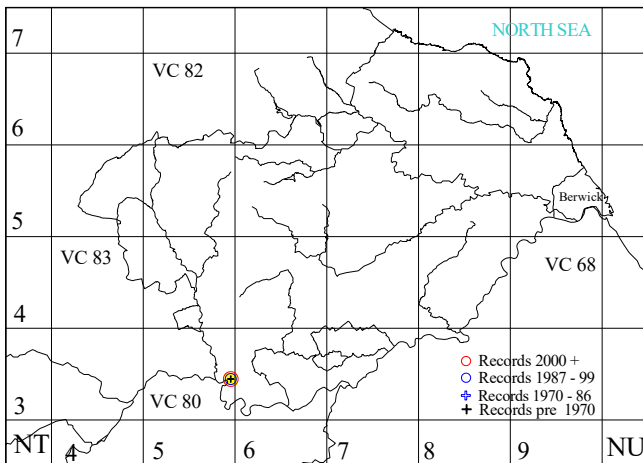 NORTH SEA
7
VC 82
6
Berwick
5
VC 83
VC 68
4
Records 2000 +
Records 1987 - 99
Records 1970 - 86
Records pre 1970
VC 80
3
NT 4 5 6 7 8 9 NU